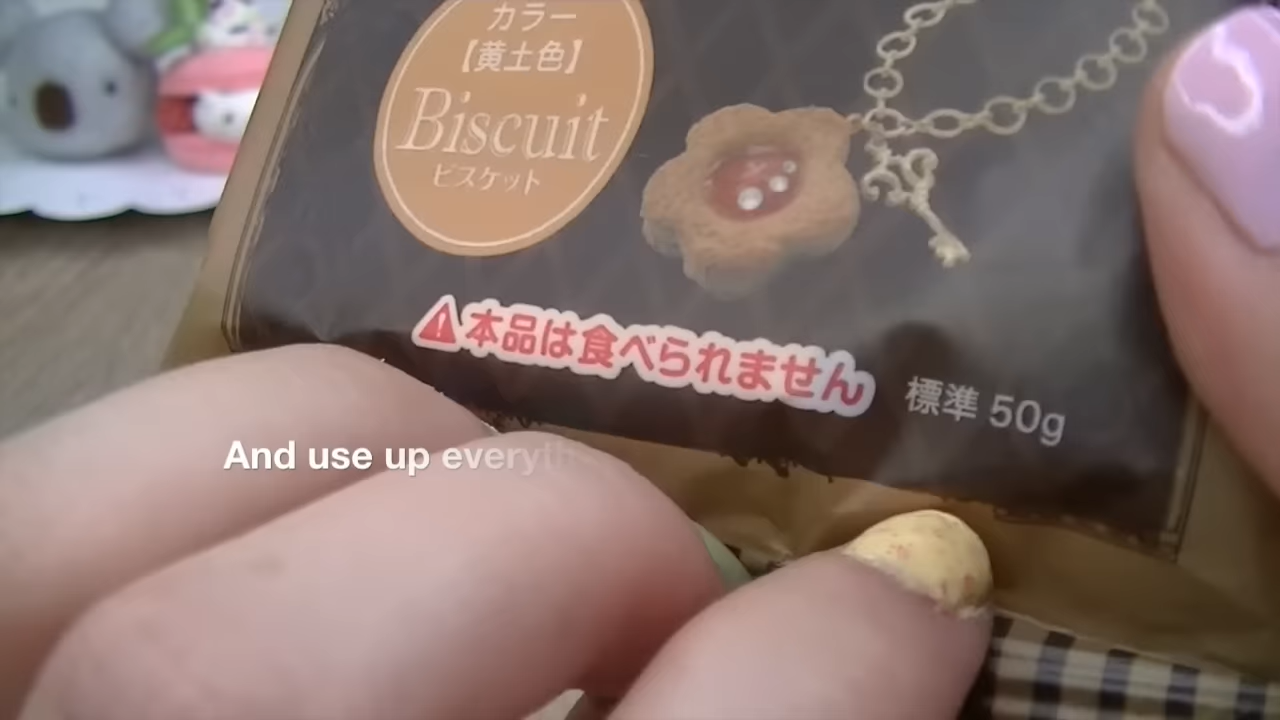 カラー
【黄土色】
Biscuit
ビスケット
本品は食べられません
標準 50g
And use up everyth